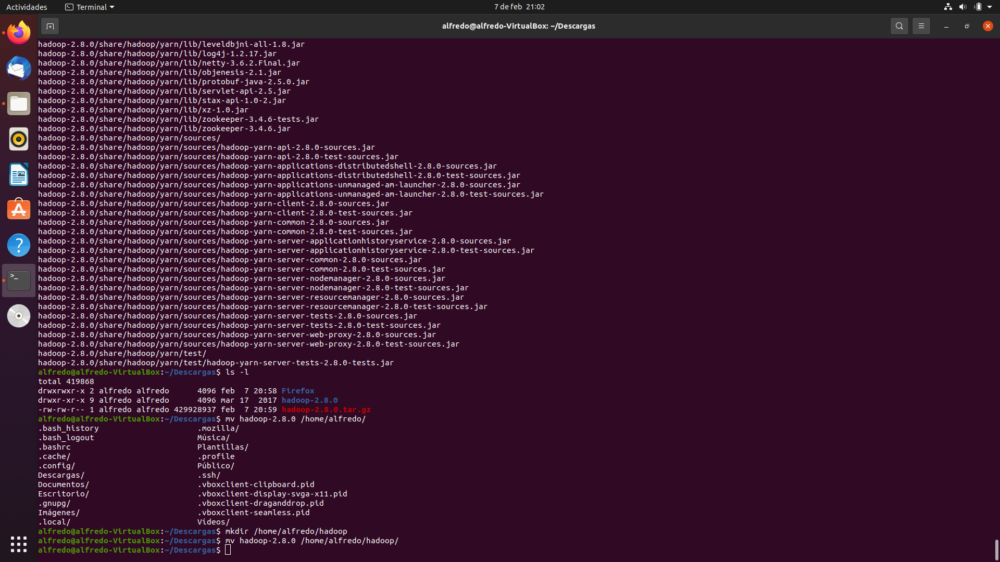 Actividades
Terminal
7 de feb 21:02
alfredo@alfredo-VirtualBox: ~/Descargas
hadoop-2.8.0/share/hadoop/yarn/lib/leveldbjni-all-1.8.jar
hadoop-2.8.0/share/hadoop/yarn/lib/log4j-1.2.17.jar
hadoop-2.8.0/share/hadoop/yarn/lib/netty-3.6.2.Final.jar
hadoop-2.8.0/share/hadoop/yarn/lib/objenesis-2.1.jar
hadoop-2.8.0/share/hadoop/yarn/lib/protobuf-java-2.5.0.jar
hadoop-2.8.0/share/hadoop/yarn/lib/servlet-api-2.5.jar
hadoop-2.8.0/share/hadoop/yarn/lib/stax-api-1.0-2.jar
hadoop-2.8.0/share/hadoop/yarn/lib/xz-1.0.jar
hadoop-2.8.0/share/hadoop/yarn/lib/zookeeper-3.4.6-tests.jar
hadoop-2.8.0/share/hadoop/yarn/lib/zookeeper-3.4.6.jar
hadoop-2.8.0/share/hadoop/yarn/sources/
hadoop-2.8.0/share/hadoop/yarn/sources/hadoop-yarn-api-2.8.0-sources.jar
hadoop-2.8.0/share/hadoop/yarn/sources/hadoop-yarn-api-2.8.0-test-sources.jar
hadoop-2.8.0/share/hadoop/yarn/sources/hadoop-yarn-applications-distributedshell-2.8.0-sources.jar
hadoop-2.8.0/share/hadoop/yarn/sources/hadoop-yarn-applications-distributedshell-2.8.0-test-sources.jar
hadoop-2.8.0/share/hadoop/yarn/sources/hadoop-yarn-applications-unmanaged-am-launcher-2.8.0-sources.jar
hadoop-2.8.0/share/hadoop/yarn/sources/hadoop-yarn-applications-unmanaged-am-launcher-2.8.0-test-sources.jar
hadoop-2.8.0/share/hadoop/yarn/sources/hadoop-yarn-client-2.8.0-sources.jar
hadoop-2.8.0/share/hadoop/yarn/sources/hadoop-yarn-client-2.8.0-test-sources.jar
hadoop-2.8.0/share/hadoop/yarn/sources/hadoop-yarn-common-2.8.0-sources.jar
hadoop-2.8.0/share/hadoop/yarn/sources/hadoop-yarn-common-2.8.0-test-sources.jar
hadoop-2.8.0/share/hadoop/yarn/sources/hadoop-yarn-server-applicationhistoryservice-2.8.0-sources.jar
hadoop-2.8.0/share/hadoop/yarn/sources/hadoop-yarn-server-applicationhistoryservice-2.8.0-test-sources.jar
hadoop-2.8.0/share/hadoop/yarn/sources/hadoop-yarn-server-common-2.8.0-sources.jar
hadoop-2.8.0/share/hadoop/yarn/sources/hadoop-yarn-server-common-2.8.0-test-sources.jar
hadoop-2.8.0/share/hadoop/yarn/sources/hadoop-yarn-server-nodemanager-2.8.0-sources.jar
hadoop-2.8.0/share/hadoop/yarn/sources/hadoop-yarn-server-nodemanager-2.8.0-test-sources.jar
hadoop-2.8.0/share/hadoop/yarn/sources/hadoop-yarn-server-resourcemanager-2.8.0-sources.jar
hadoop-2.8.0/share/hadoop/yarn/sources/hadoop-yarn-server-resourcemanager-2.8.0-test-sources.jar
hadoop-2.8.0/share/hadoop/yarn/sources/hadoop-yarn-server-tests-2.8.0-sources.jar
hadoop-2.8.0/share/hadoop/yarn/sources/hadoop-yarn-server-tests-2.8.0-test-sources.jar
hadoop-2.8.0/share/hadoop/yarn/sources/hadoop-yarn-server-web-proxy-2.8.0-sources.jar
hadoop-2.8.0/share/hadoop/yarn/sources/hadoop-yarn-server-web-proxy-2.8.0-test-sources.jar
hadoop-2.8.0/share/hadoop/yarn/test/
hadoop-2.8.0/share/hadoop/yarn/test/hadoop-yarn-server-tests-2.8.0-tests.jar
alfredo@alfredo-VirtualBox:~/Descargas$ ls -l
total 419868
drwxrwxr-x 2 alfredo alfredo      4096 feb  7 20:58 Firefox
drwxr-xr-x 9 alfredo alfredo      4096 mar 17  2017 hadoop-2.8.0
-rw-rw-r-- 1 alfredo alfredo 429928937 feb  7 20:59 hadoop-2.8.0.tar.gz
alfredo@alfredo-VirtualBox:~/Descargas$ mv hadoop-2.8.0 /home/alfredo/
.bash_history                     .mozilla/
.bash_logout                      Música/
.bashrc                           Plantillas/
.cache/                           .profile
.config/                          Público/
Descargas/                        .ssh/
Documentos/                       .vboxclient-clipboard.pid
Escritorio/                       .vboxclient-display-svga-x11.pid
.gnupg/                           .vboxclient-draganddrop.pid
Imágenes/                         .vboxclient-seamless.pid
.local/                           Vídeos/
alfredo@alfredo-VirtualBox:~/Descargas$ mkdir /home/alfredo/hadoop
alfredo@alfredo-VirtualBox:~/Descargas$ mv hadoop-2.8.0 /home/alfredo/hadoop/
alfredo@alfredo-VirtualBox:~/Descargas$